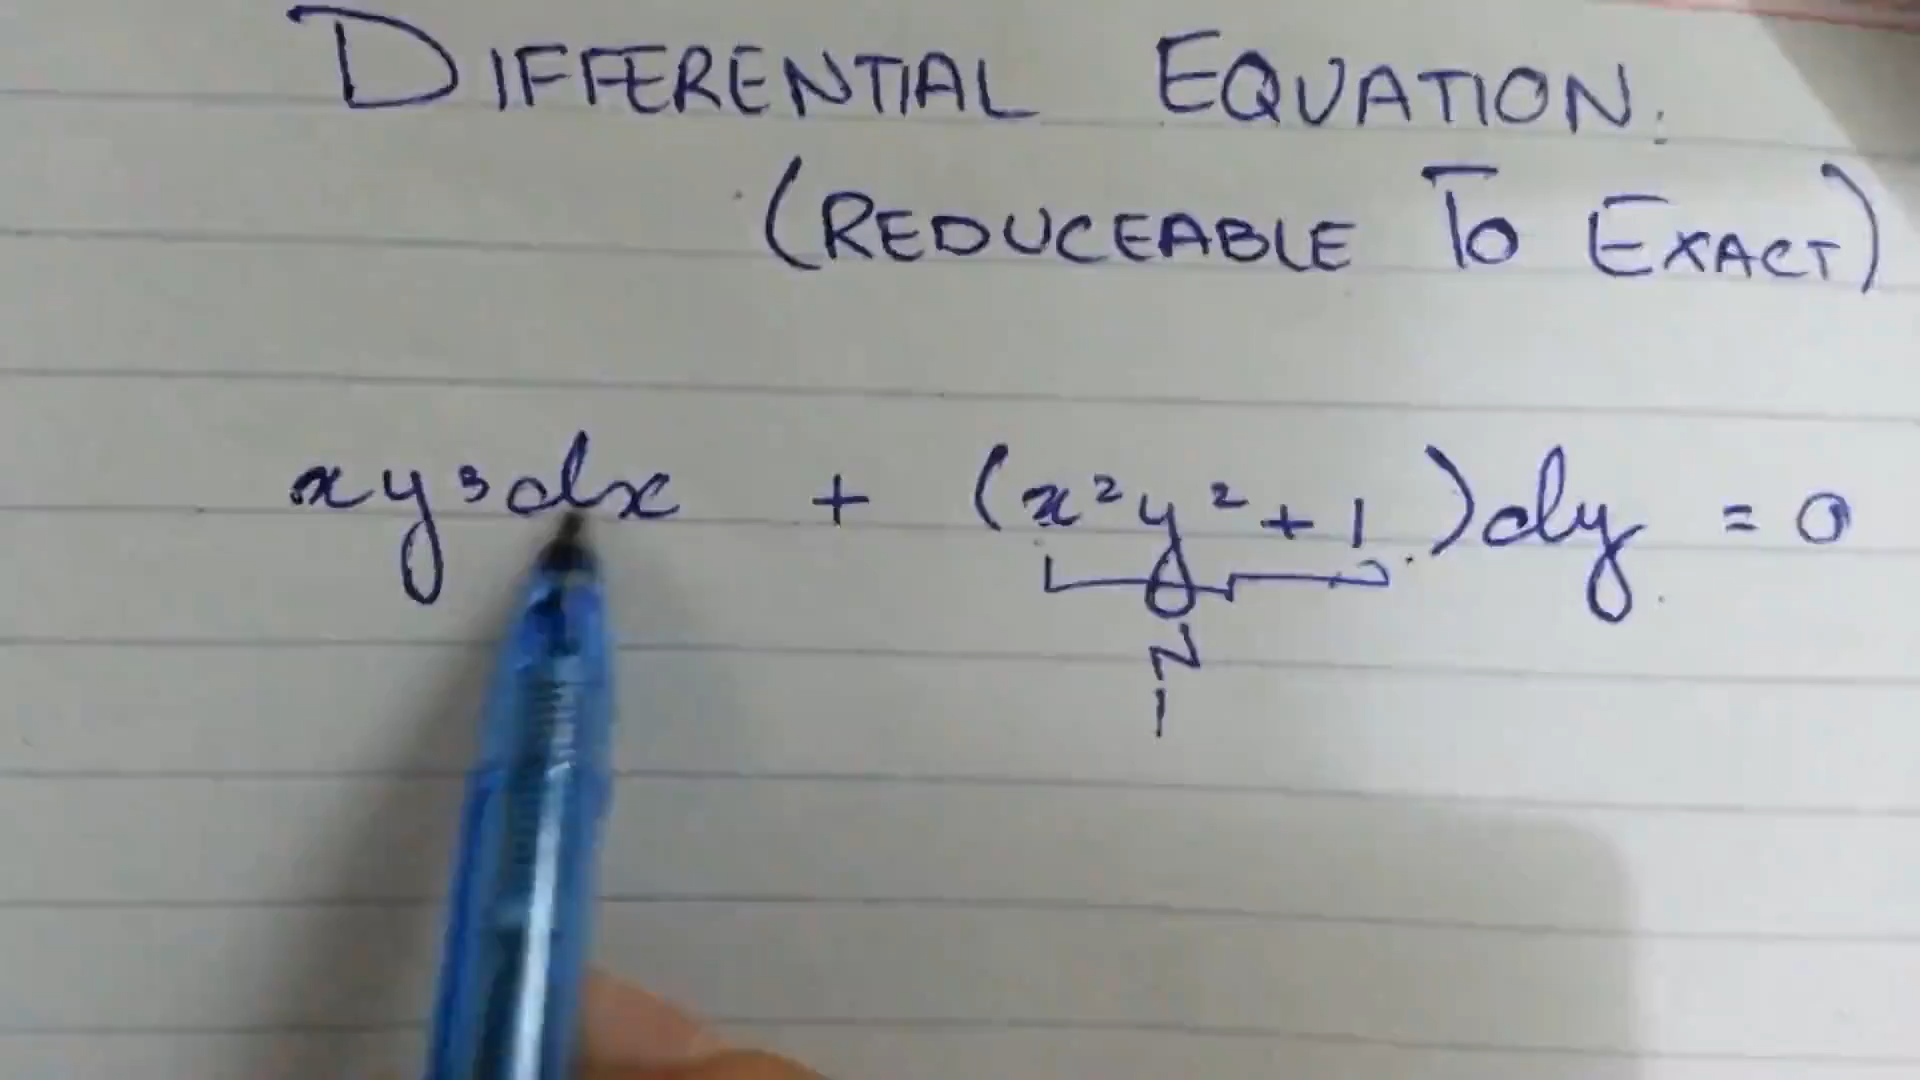 DIFFERENTIAL EQUATION.
(REDUCEABLE TO EXACT)
xy³dx + (x²y²+1)dy = 0
N